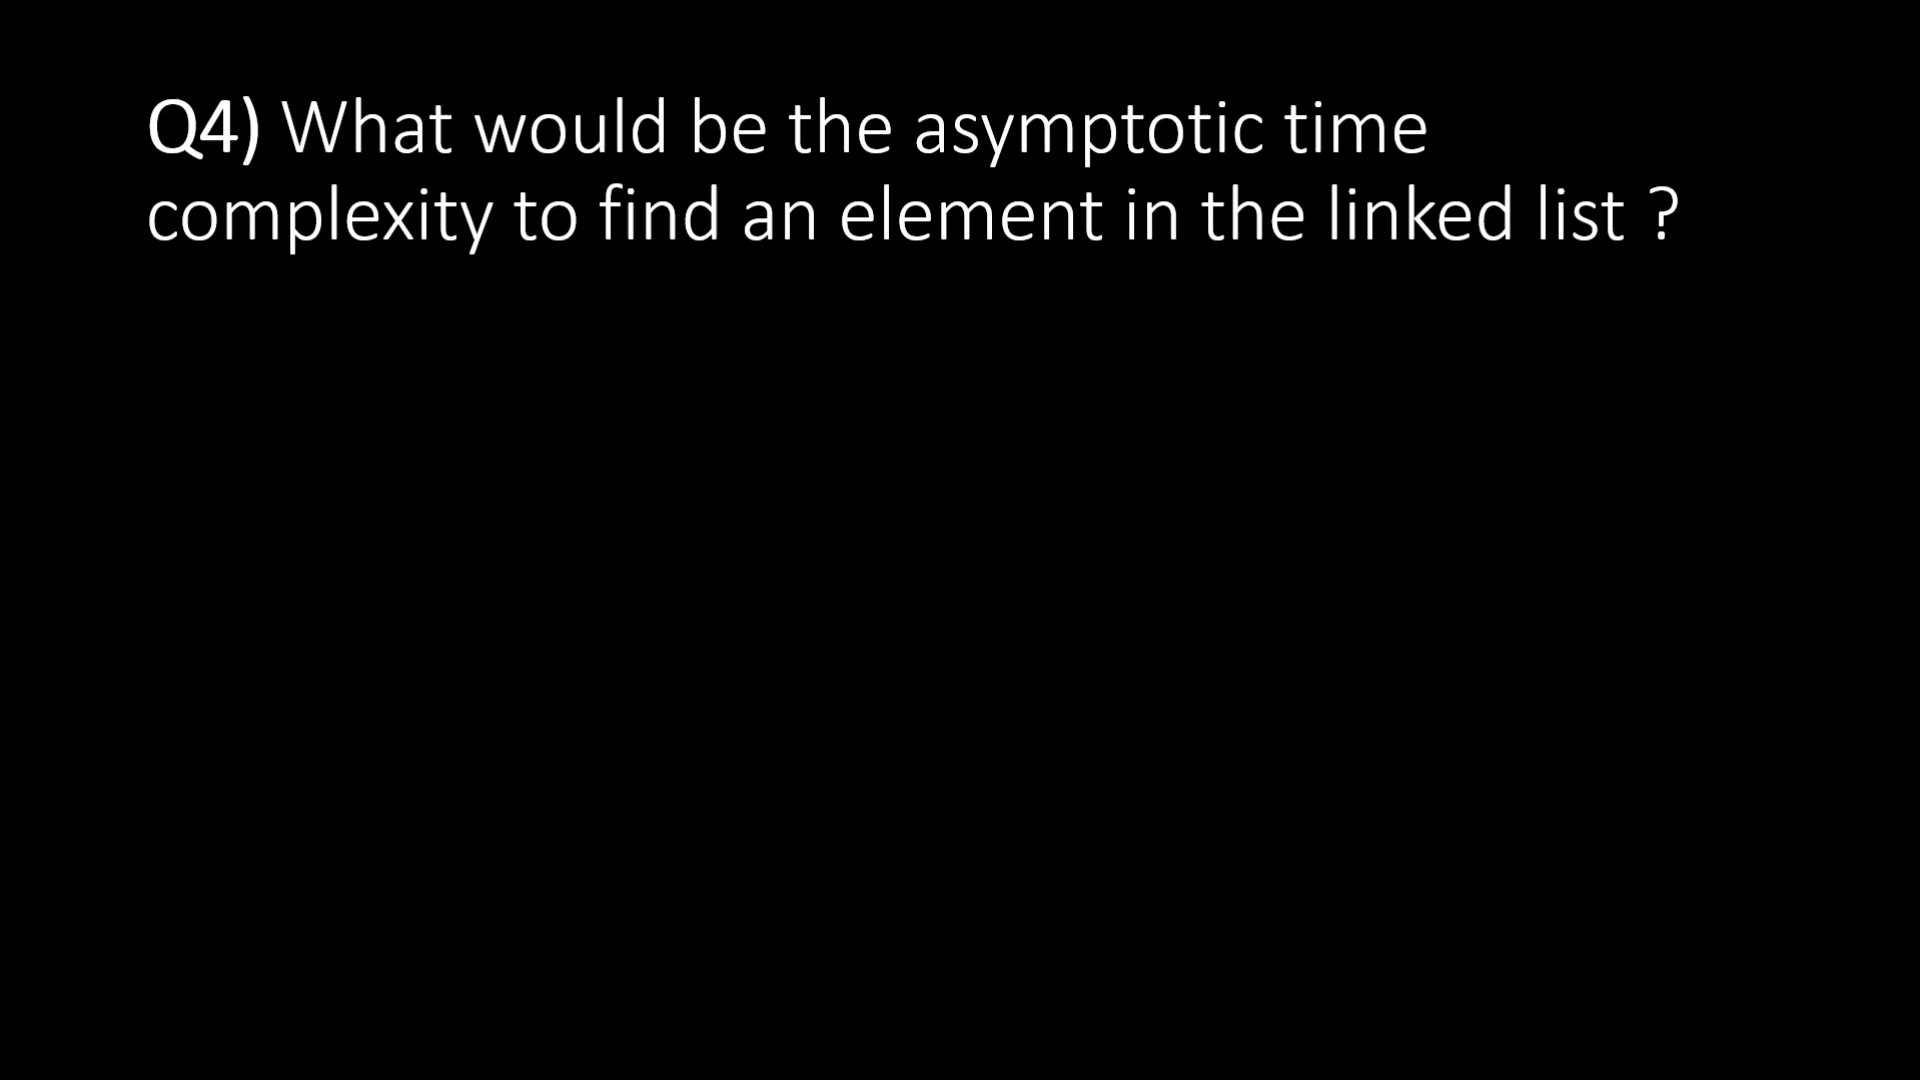 Q4) What would be the asymptotic time
complexity to find an element in the linked list ?